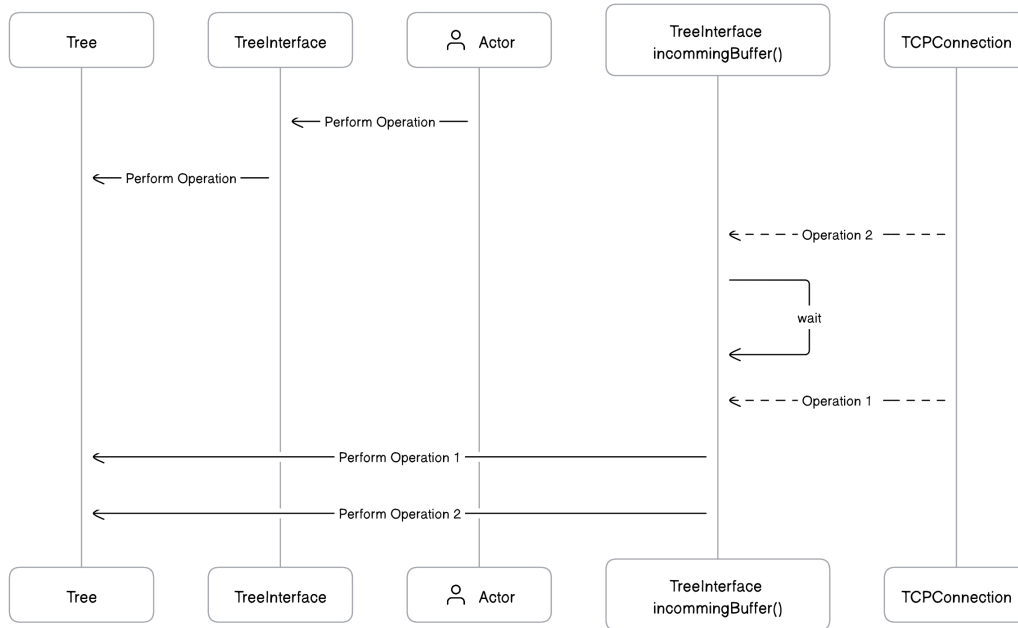 Tree
TreeInterface
Actor
TreeInterface
incommingBuffer()
TCPConnection
Perform Operation
Perform Operation
Operation 2
wait
Operation 1
Perform Operation 1
Perform Operation 2
Tree
TreeInterface
Actor
TreeInterface
incommingBuffer()
TCPConnection